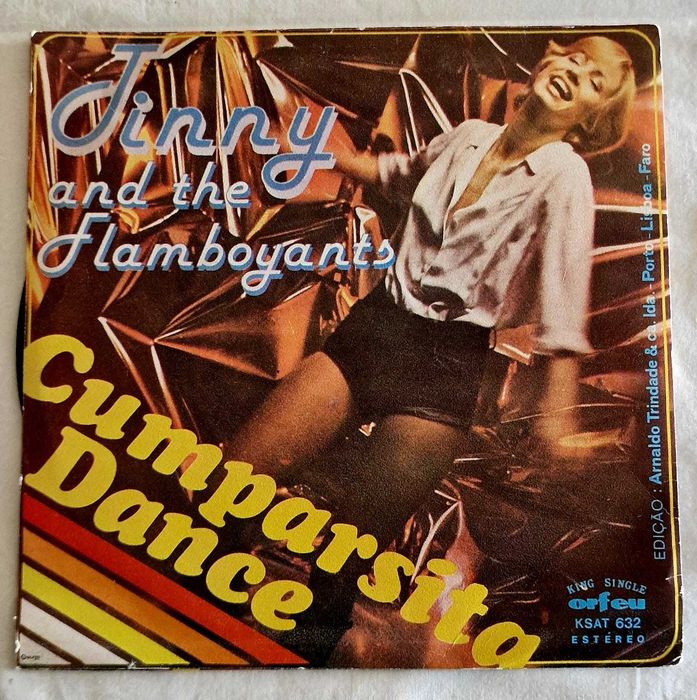 Jinny
and the
Flamboyants
Cumparsita
Dance
EDIÇÃO : Arnaldo Trindade & ca. lda. - Porto - Lisboa - Faro
KING SINGLE
orfeu
KSAT 632
ESTÉREO